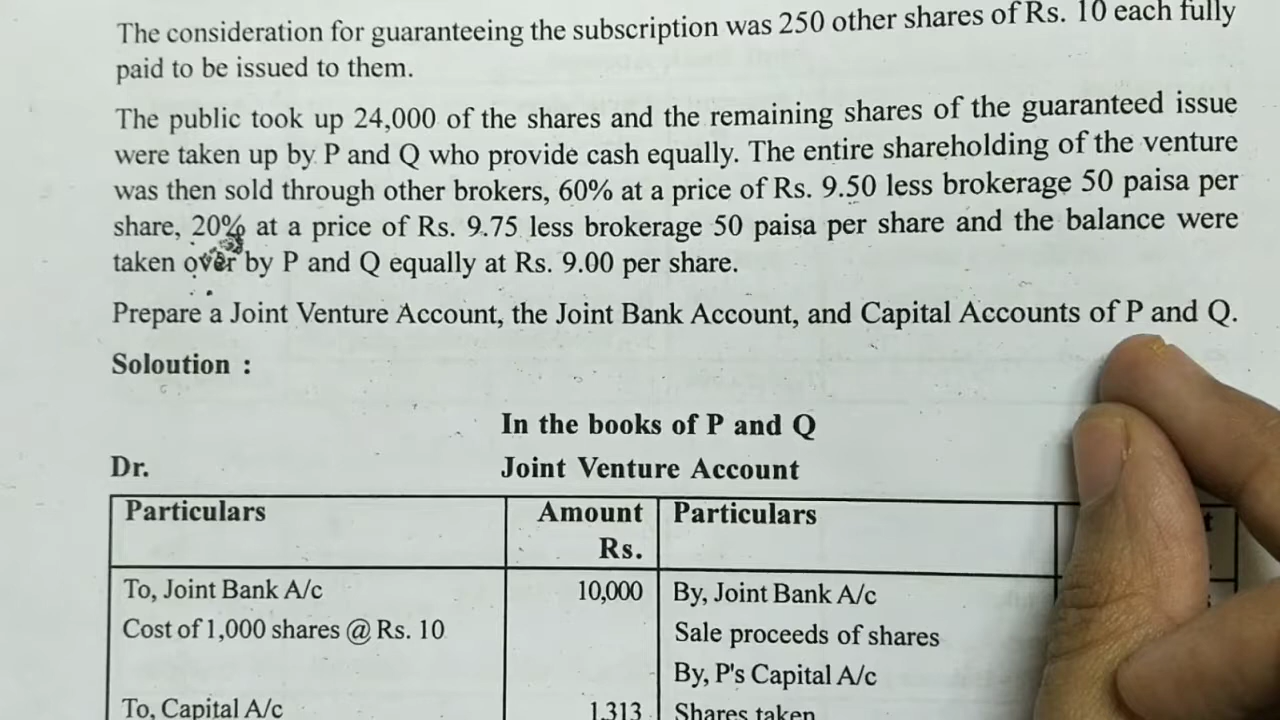 The consideration for guaranteeing the subscription was 250 other shares of Rs. 10 each fully
paid to be issued to them.
The public took up 24,000 of the shares and the remaining shares of the guaranteed issue
were taken up by P and Q who provide cash equally. The entire shareholding of the venture
was then sold through other brokers, 60% at a price of Rs. 9.50 less brokerage 50 paisa per
share, 20% at a price of Rs. 9.75 less brokerage 50 paisa per share and the balance were
taken over by P and Q equally at Rs. 9.00 per share.
Prepare a Joint Venture Account, the Joint Bank Account, and Capital Accounts of P and Q.
Soloution :
In the books of P and Q
Dr. Joint Venture Account
Particulars Amount Particulars
Rs.
To, Joint Bank A/c 10,000 By, Joint Bank A/c
Cost of 1,000 shares @ Rs. 10 Sale proceeds of shares
By, P's Capital A/c
To, Capital A/c 1,313 Shares taken